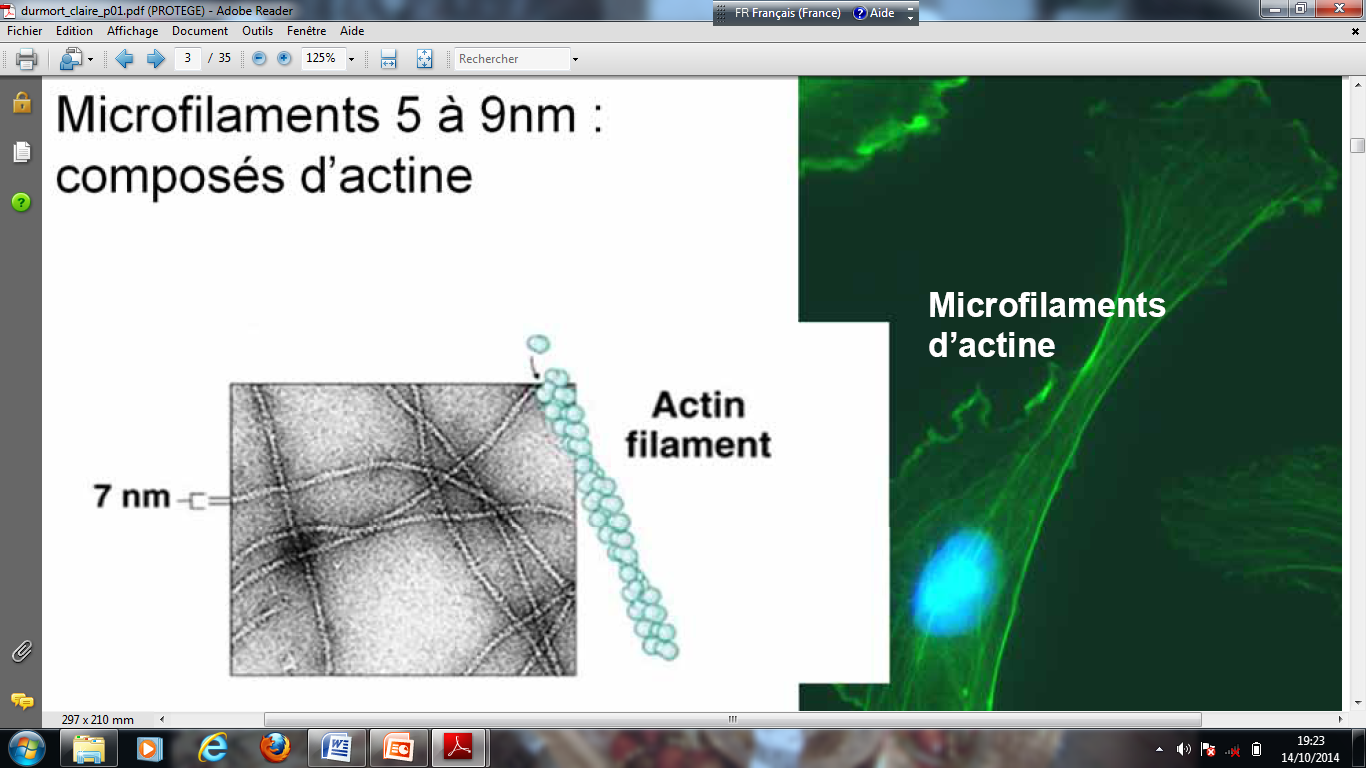 durmort_claire_p01.pdf (PROTEGE) - Adobe Reader
FR Français (France)
? Aide
Fichier Edition Affichage Document Outils Fenêtre Aide
3 / 35
125%
Rechercher
Microfilaments 5 à 9nm :
composés d'actine
Microfilaments
d'actine
Actin
filament
7 nm
297 x 210 mm
19:23
14/10/2014